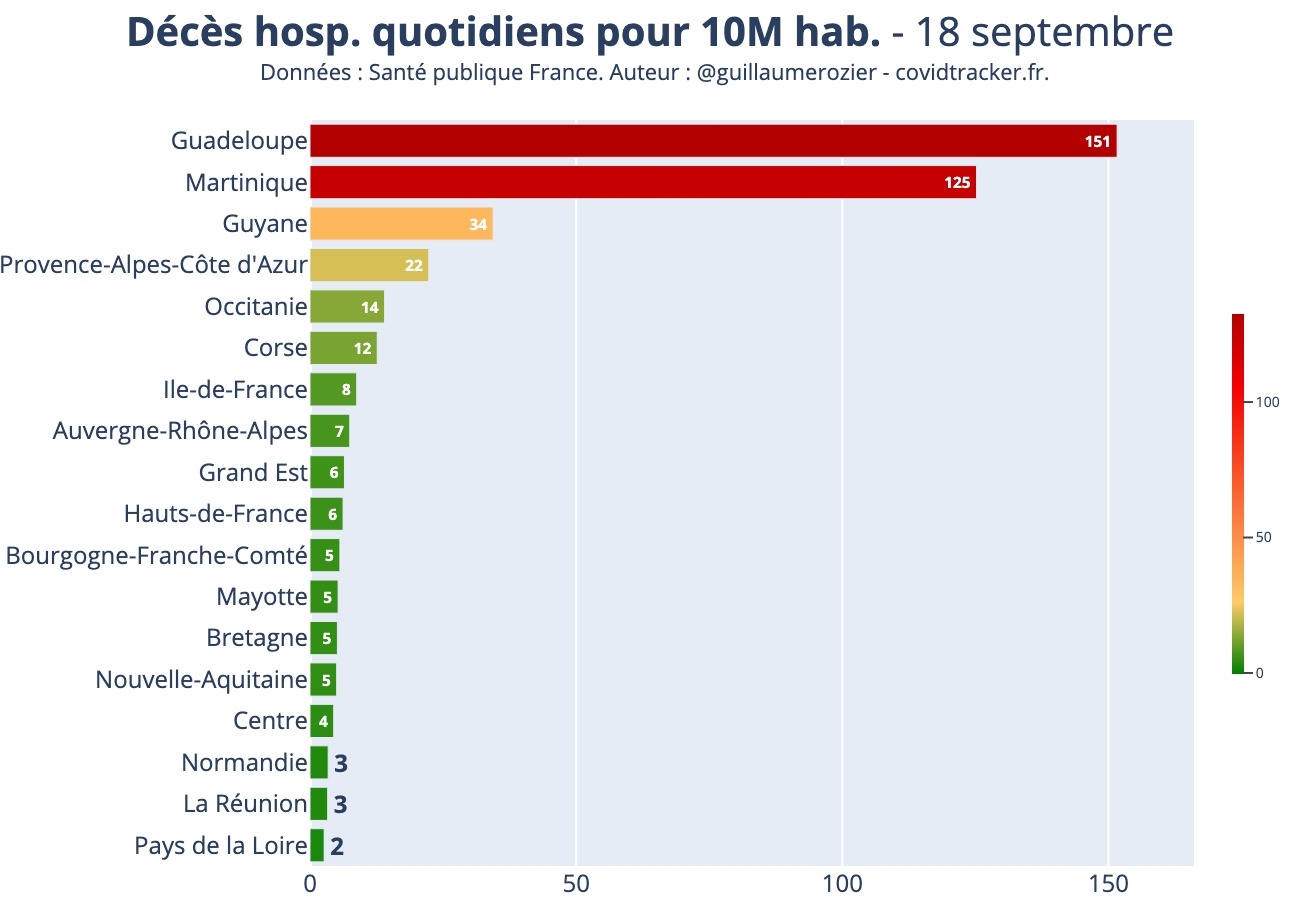 Décès hosp. quotidiens pour 10M hab. - 18 septembre
Données : Santé publique France. Auteur : @guillaumerozier - covidtracker.fr.
Guadeloupe 151
Martinique 125
Guyane 34
Provence-Alpes-Côte d'Azur 22
Occitanie 14
Corse 12
Ile-de-France 8
Auvergne-Rhône-Alpes 7
Grand Est 6
Hauts-de-France 6
Bourgogne-Franche-Comté 5
Mayotte 5
Bretagne 5
Nouvelle-Aquitaine 5
Centre 4
Normandie 3
La Réunion 3
Pays de la Loire 2
0 50 100 150
100
50
0